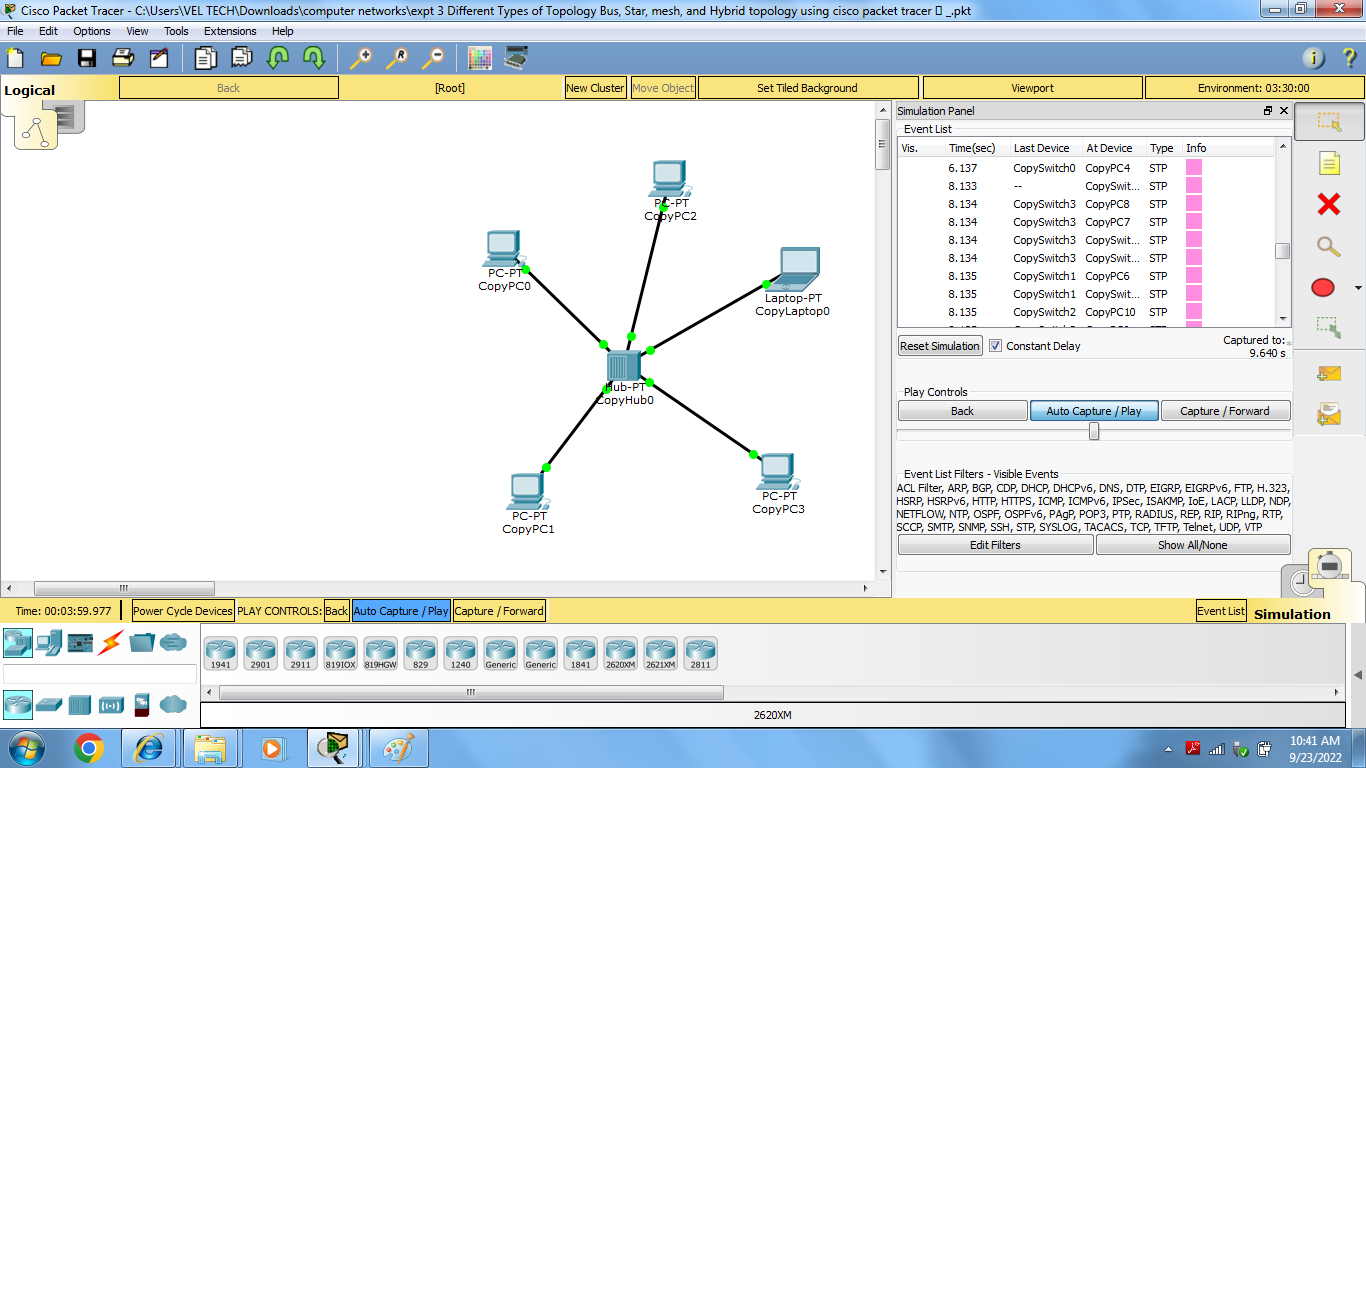 Cisco Packet Tracer - C:\Users\VEL TECH\Downloads\computer networks\expt 3 Different Types of Topology Bus, Star, mesh, and Hybrid topology using cisco packet tracer _.pkt
File Edit Options View Tools Extensions Help
Logical
Back
[Root]
New Cluster
Move Object
Set Tiled Background
Viewport
Environment: 03:30:00
PC-PT
CopyPC2
PC-PT
CopyPC0
Laptop-PT
CopyLaptop0
Hub-PT
CopyHub0
PC-PT
CopyPC3
PC-PT
CopyPC1
Simulation Panel
Event List
Vis. Time(sec) Last Device At Device Type Info
6.137 CopySwitch0 CopyPC4 STP
8.133 -- CopySwit... STP
8.134 CopySwitch3 CopyPC8 STP
8.134 CopySwitch3 CopyPC7 STP
8.134 CopySwitch3 CopySwit... STP
8.134 CopySwitch3 CopySwit... STP
8.135 CopySwitch1 CopyPC6 STP
8.135 CopySwitch1 CopySwit... STP
8.135 CopySwitch2 CopyPC10 STP
Reset Simulation
Constant Delay
Captured to:
9.640 s
Play Controls
Back
Auto Capture / Play
Capture / Forward
Event List Filters - Visible Events
ACL Filter, ARP, BGP, CDP, DHCP, DHCPv6, DNS, DTP, EIGRP, EIGRPv6, FTP, H.323,
HSRP, HSRPv6, HTTP, HTTPS, ICMP, ICMPv6, IPSec, ISAKMP, IoE, LACP, LLDP, NDP,
NETFLOW, NTP, OSPF, OSPFv6, PAgP, POP3, PTP, RADIUS, REP, RIP, RIPng, RTP,
SCCP, SMTP, SNMP, SSH, STP, SYSLOG, TACACS, TCP, TFTP, Telnet, UDP, VTP
Edit Filters
Show All/None
Time: 00:03:59.977
Power Cycle Devices
PLAY CONTROLS:
Back
Auto Capture / Play
Capture / Forward
Event List
Simulation
1941 2901 2911 819IOX 819HGW 829 1240 Generic Generic 1841 2620XM 2621XM 2811
2620XM
10:41 AM
9/23/2022